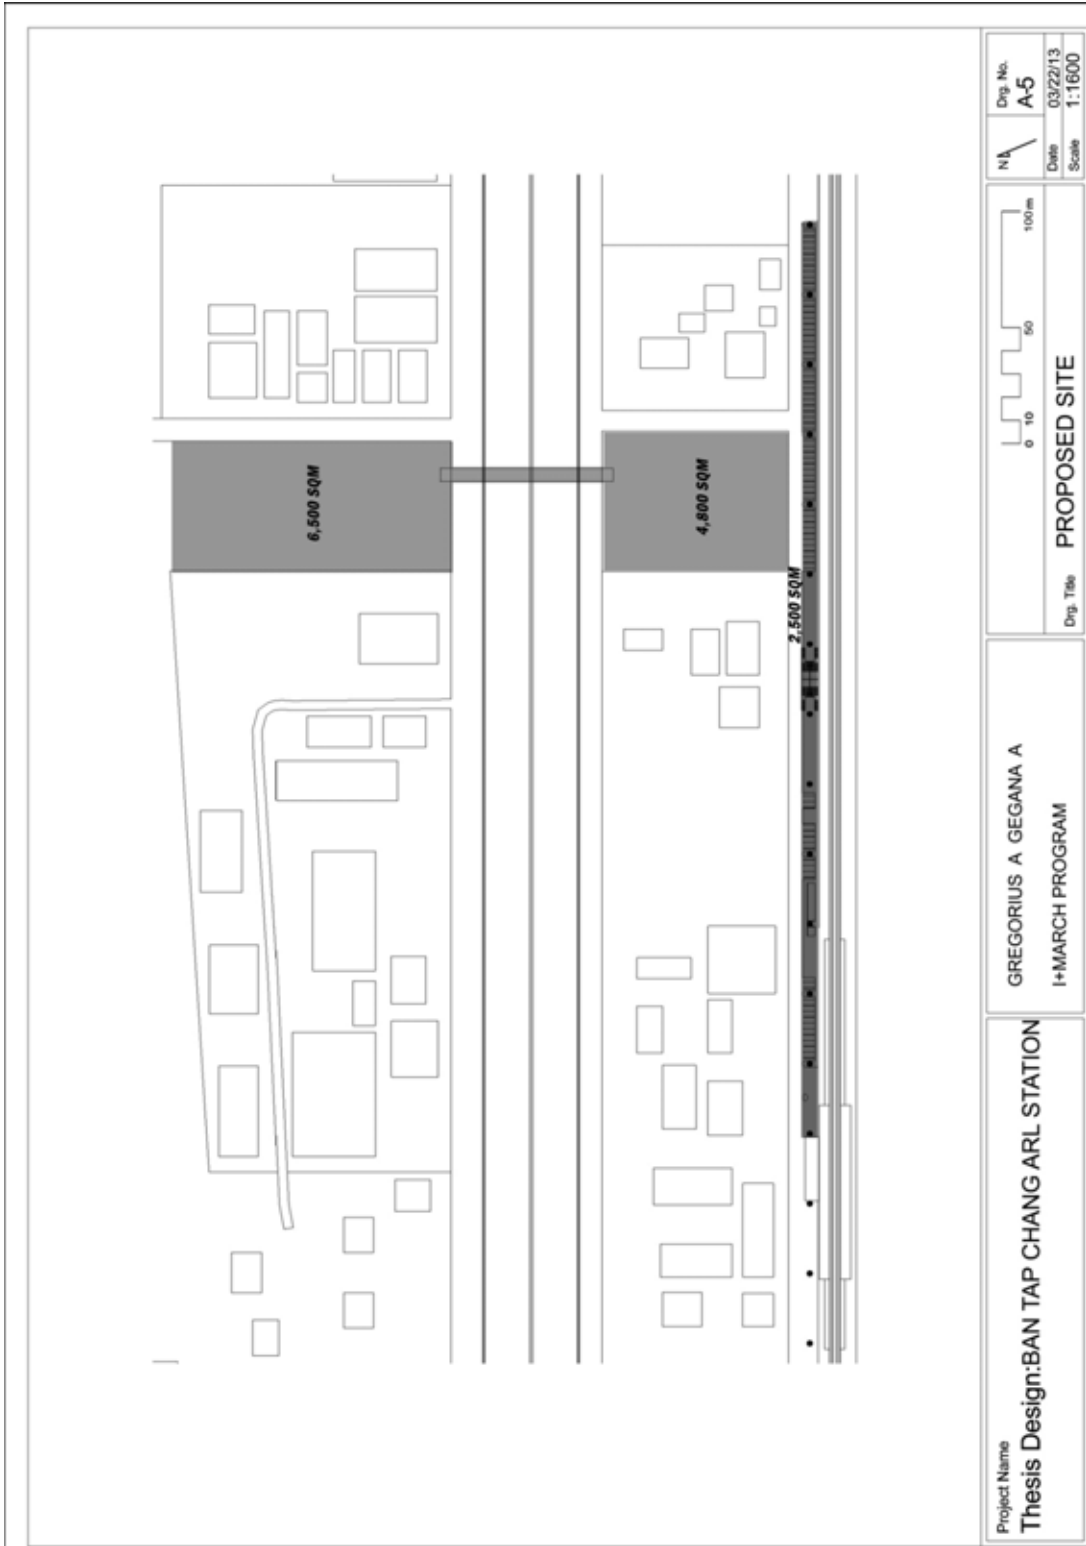 6,500 SQM
4,800 SQM
2,500 SQM
Project Name
Thesis Design:BAN TAP CHANG ARL STATION
GREGORIUS A GEGANA A
I+MARCH PROGRAM
Drg. Title
PROPOSED SITE
0 10 50 100m
N
Drg. No.
A-5
Date 03/22/13
Scale 1:1600